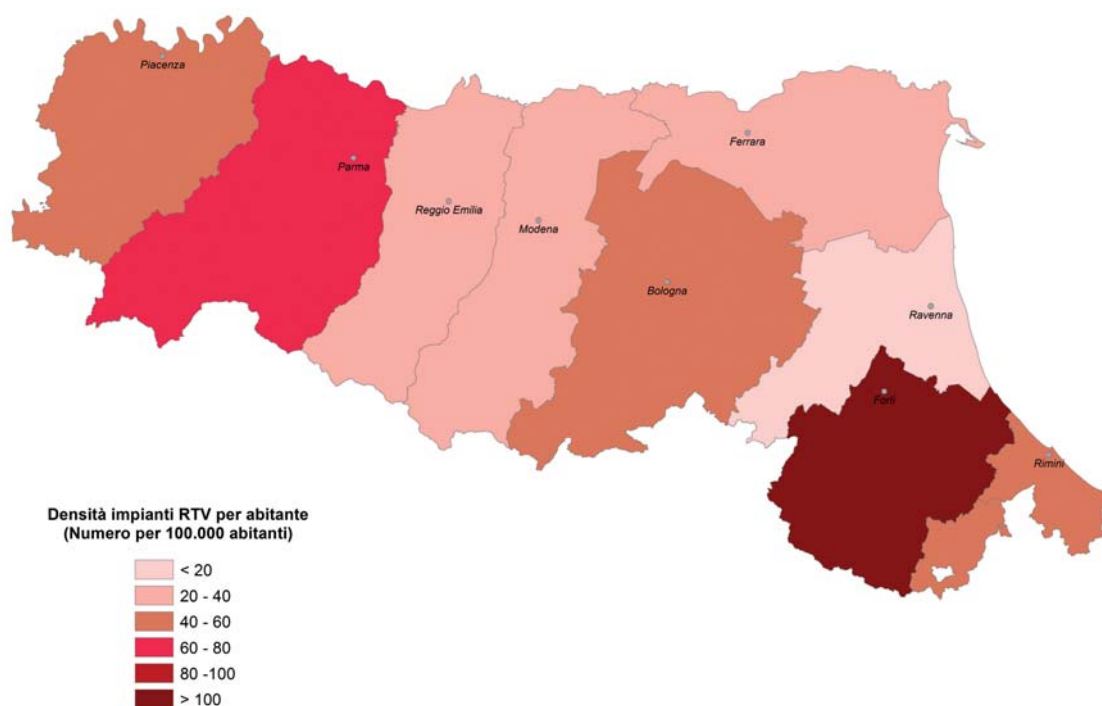 Piacenza
Parma
Ferrara
Reggio Emilia
Modena
Bologna
Ravenna
Forlì
Rimini
Densità impianti RTV per abitante
(Numero per 100.000 abitanti)
< 20
20 - 40
40 - 60
60 - 80
80 -100
> 100